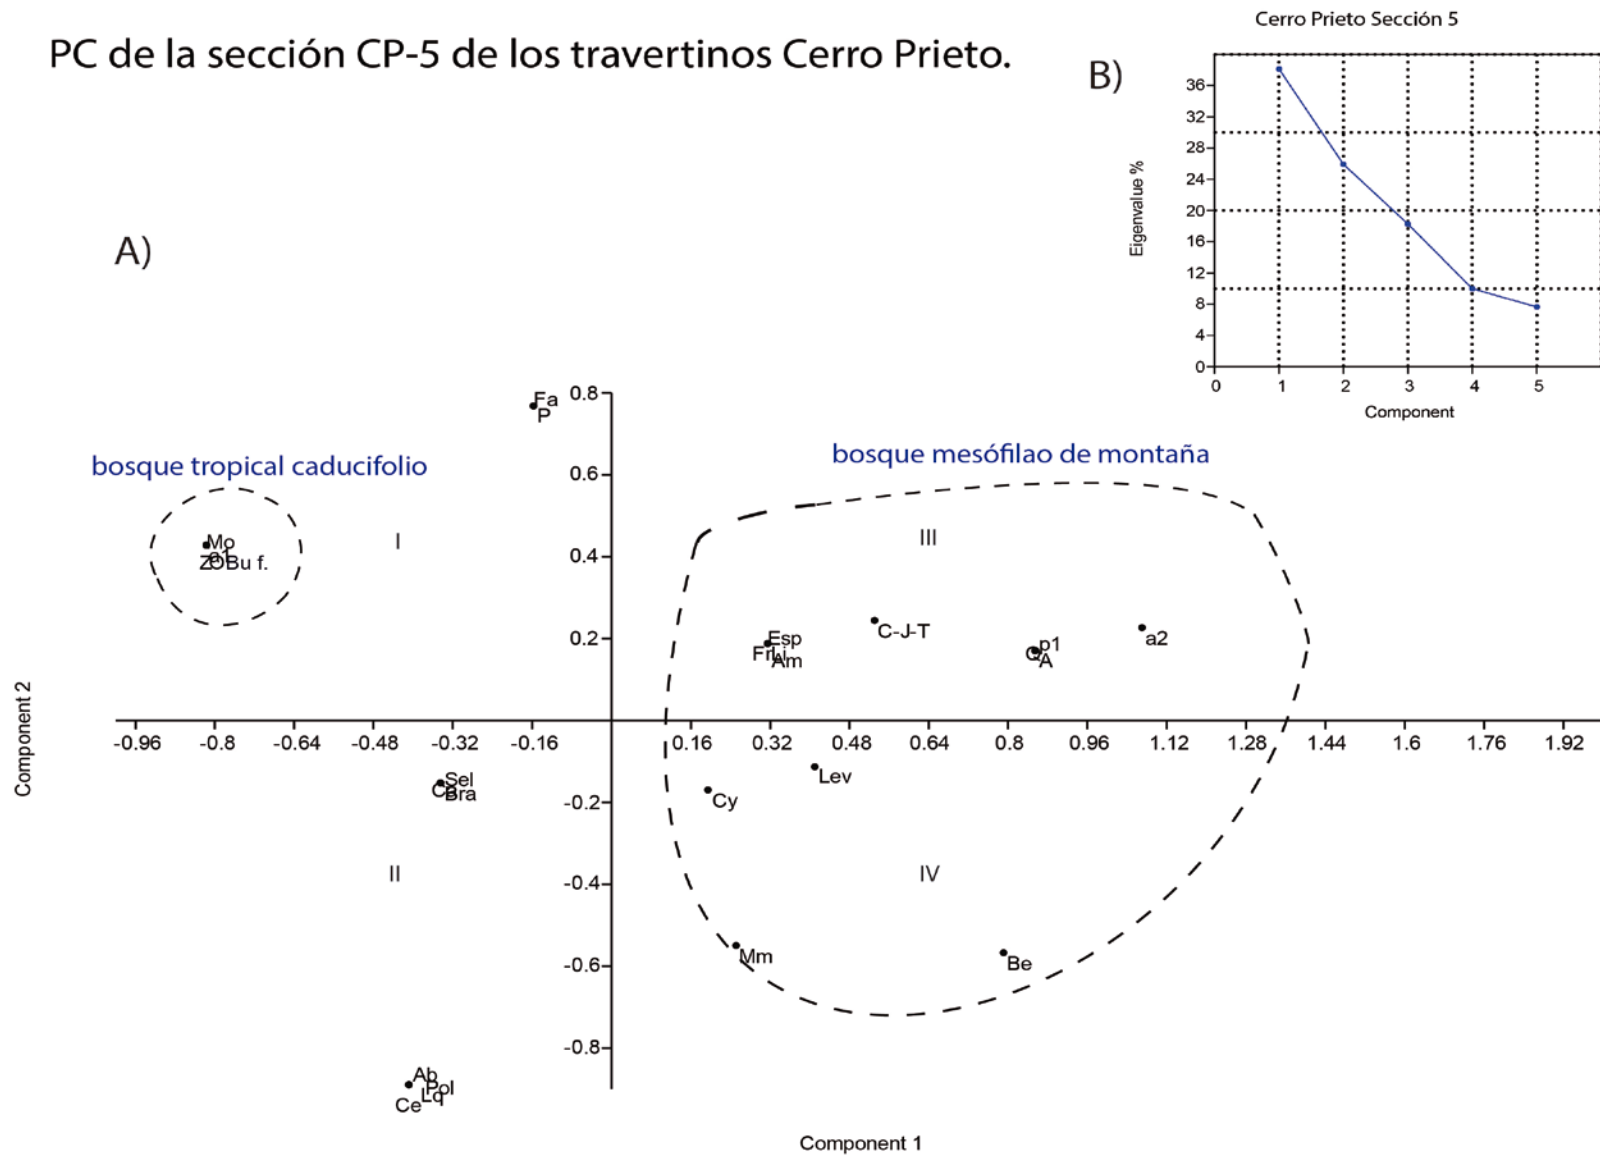 PC de la sección CP-5 de los travertinos Cerro Prieto.
Cerro Prieto Sección 5
B)
36
32
28
24
20
16
12
8
4
0
Eigenvalue %
0 1 2 3 4 5
Component
A)
Fa
P
0.8
bosque tropical caducifolio
bosque mesófilao de montaña
0.6
Mo
a1
ZOBu f.
I
III
0.4
0.2
Esp
Am
C-J-T
p1
A
a2
Component 2
-0.96 -0.8 -0.64 -0.48 -0.32 -0.16 0.16 0.32 0.48 0.64 0.8 0.96 1.12 1.28 1.44 1.6 1.76 1.92
Sel
Bra
Lev
Cy
-0.2
II
IV
-0.4
Mm
Be
-0.6
-0.8
Ab
Pol
Lq
Ce
Component 1